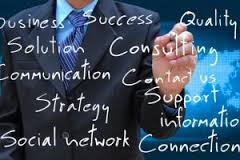 Business Success Quality
Solution Consulting
Communication Contact us
Strategy Support
information
Social network Connection